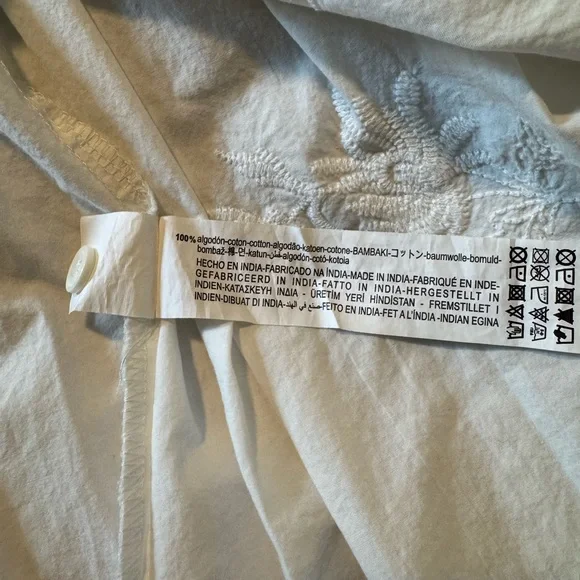 100% algodón-coton-cotton-algodão-katoen-cotone-BAMBAKI-コットン-baumwolle-bomuld-
bombaž-棉-면-katun-قطن-algodón-cotó-kotoia
HECHO EN INDIA-FABRICADO NA ÍNDIA-MADE IN INDIA-FABRIQUÉ EN INDE-
GEFABRICEERD IN INDIA-FATTO IN INDIA-HERGESTELLT IN
INDIEN-ΚΑΤΑΣΚΕΥΗ ΙΝΔΙΑ - ÜRETİM YERİ HİNDİSTAN - FREMSTILLET I
INDIEN-DIBUAT DI INDIA-صنع في الهند-FEITO EN INDIA-FET A L'ÍNDIA-INDIAN EGINA